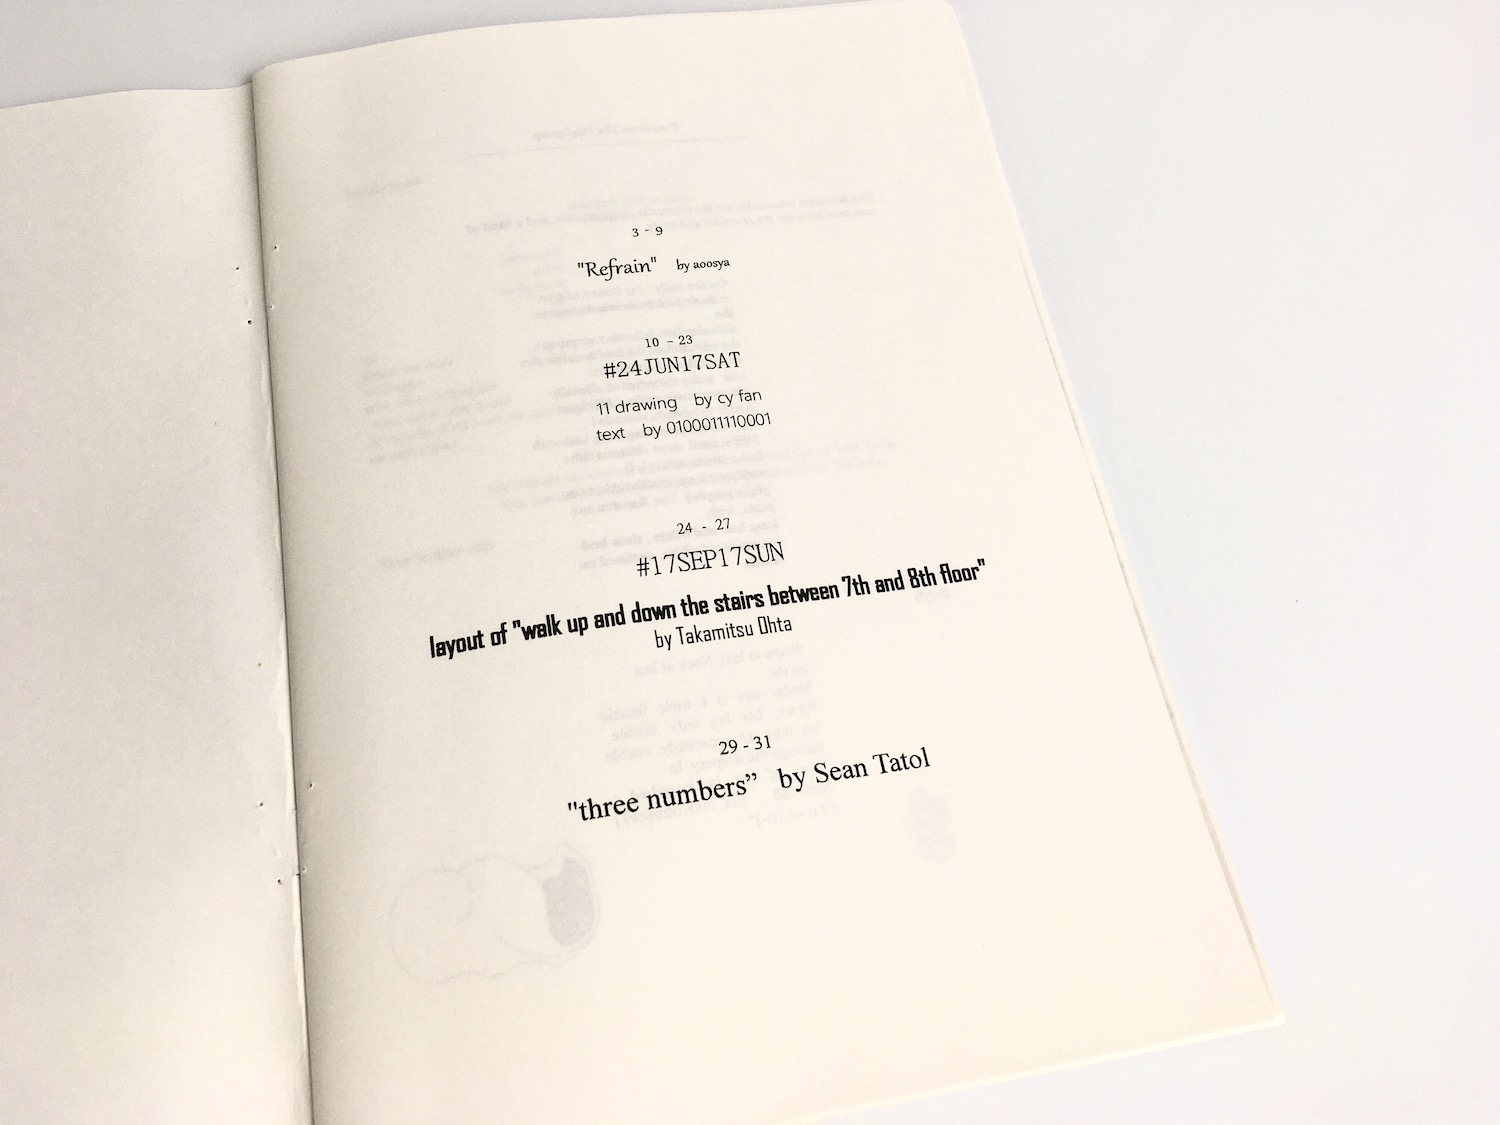 3 - 9
"Refrain" by aoosya
10 - 23
#24JUN17SAT
11 drawing by cy fan
text by 0100011110001
24 - 27
#17SEP17SUN
layout of "walk up and down the stairs between 7th and 8th floor"
by Takamitsu Ohta
29 - 31
"three numbers” by Sean Tatol